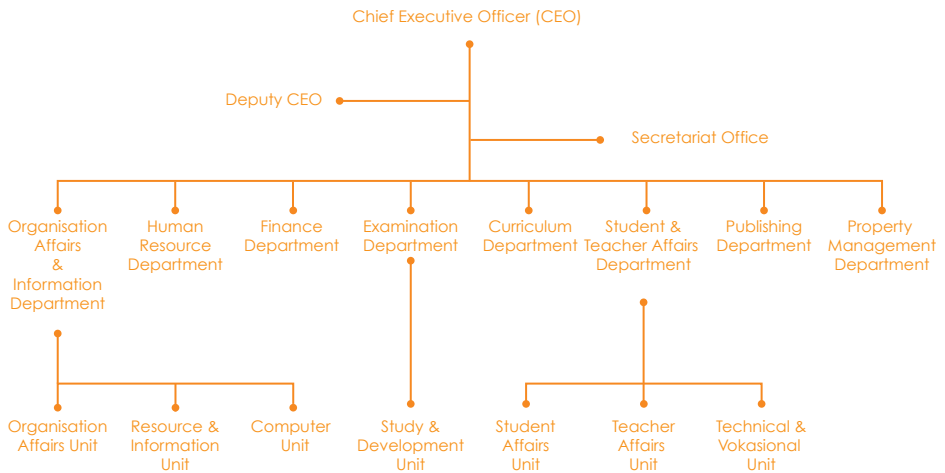 Chief Executive Officer (CEO)
Deputy CEO
Secretariat Office
Organisation
Affairs
&
Information
Department
Human
Resource
Department
Finance
Department
Examination
Department
Curriculum
Department
Student &
Teacher Affairs
Department
Publishing
Department
Property
Management
Department
Organisation
Affairs Unit
Resource &
Information
Unit
Computer
Unit
Study &
Development
Unit
Student
Affairs
Unit
Teacher
Affairs
Unit
Technical &
Vokasional
Unit